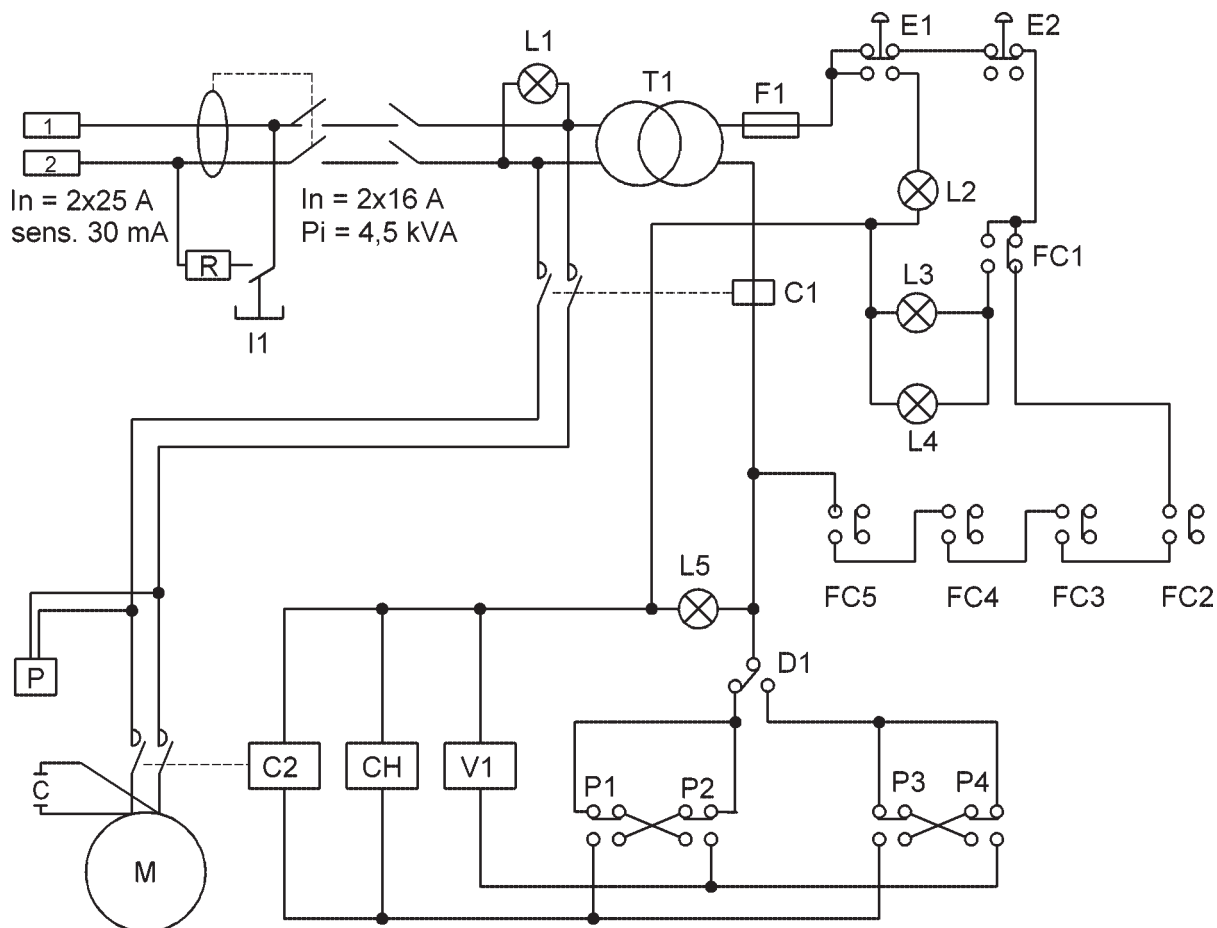 E1
E2
L1
T1
F1
1
2
In = 2x25 A
sens. 30 mA
In = 2x16 A
Pi = 4,5 kVA
L2
R
FC1
L3
C1
I1
L4
L5
FC5
FC4
FC3
FC2
P
D1
C2
CH
V1
P1
P2
P3
P4
C
M